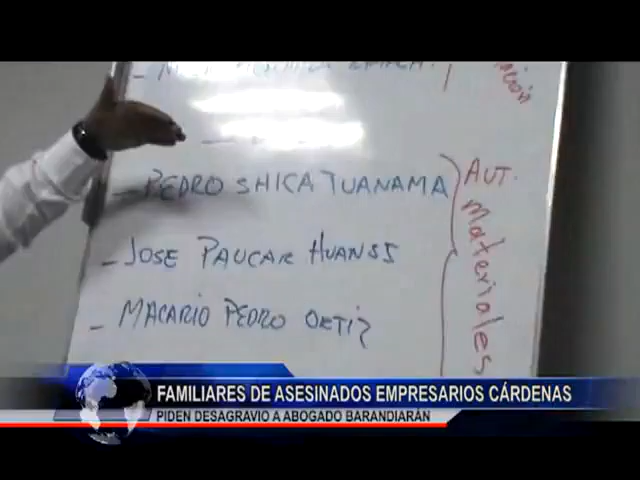 - PEDRO SHICA TUANAMA
- JOSE PAUCAR HUANSS
- MACARIO PEDRO ORTIZ
AUT.
Materiales
FAMILIARES DE ASESINADOS EMPRESARIOS CÁRDENAS
PIDEN DESAGRAVIO A ABOGADO BARANDIARÁN